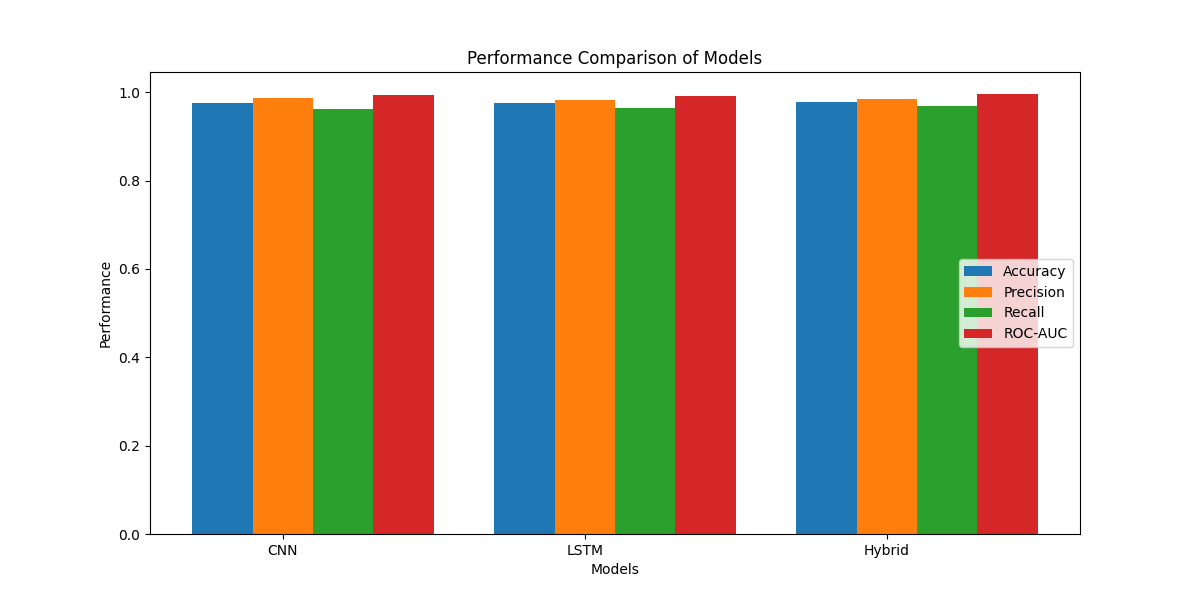 Performance Comparison of Models
Performance
1.0
0.8
0.6
0.4
0.2
0.0
Accuracy
Precision
Recall
ROC-AUC
CNN
LSTM
Hybrid
Models